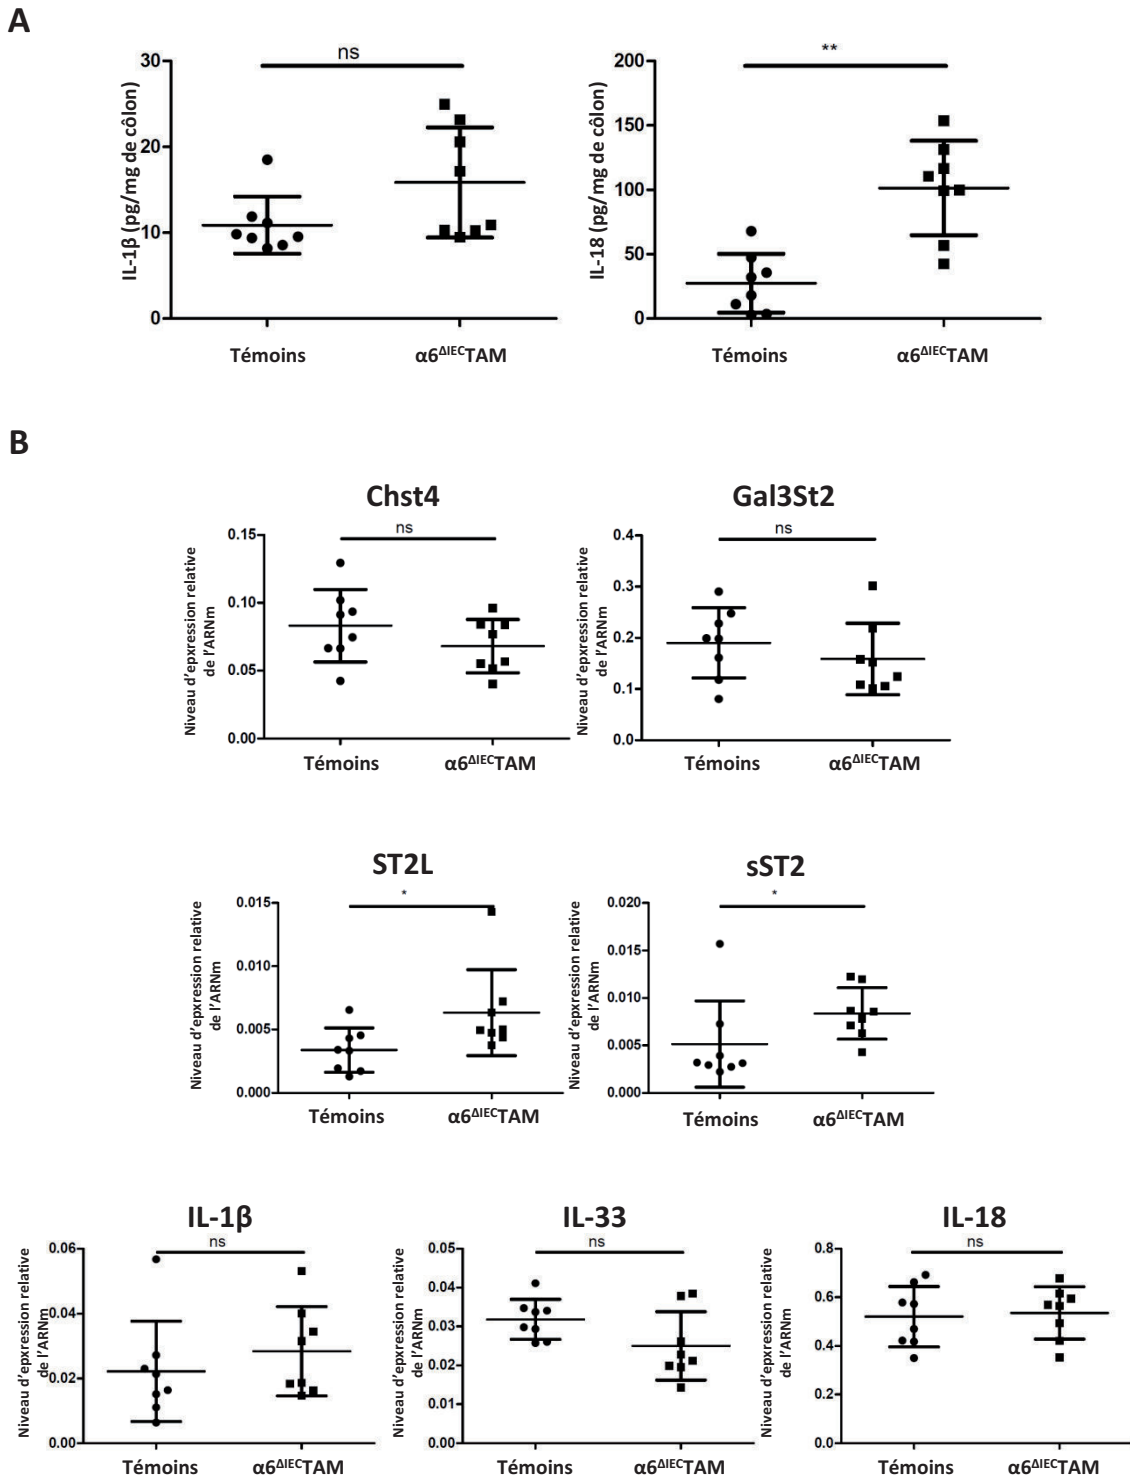 A
ns
**
30
20
10
0
IL-1β (pg/mg de côlon)
Témoins
α6ΔIECTAM
200
150
100
50
0
IL-18 (pg/mg de côlon)
Témoins
α6ΔIECTAM
B
Chst4
ns
Niveau d'epxression relative
de l'ARNm
0.15
0.10
0.05
0.00
Témoins
α6ΔIECTAM
Gal3St2
ns
Niveau d'epxression relative
de l'ARNm
0.4
0.3
0.2
0.1
0.0
Témoins
α6ΔIECTAM
ST2L
*
Niveau d'epxression relative
de l'ARNm
0.015
0.010
0.005
0.000
Témoins
α6ΔIECTAM
sST2
*
Niveau d'epxression relative
de l'ARNm
0.020
0.015
0.010
0.005
0.000
Témoins
α6ΔIECTAM
IL-1β
ns
Niveau d'epxression relative
de l'ARNm
0.06
0.04
0.02
0.00
Témoins
α6ΔIECTAM
IL-33
ns
Niveau d'epxression relative
de l'ARNm
0.05
0.04
0.03
0.02
0.01
0.00
Témoins
α6ΔIECTAM
IL-18
ns
Niveau d'epxression relative
de l'ARNm
0.8
0.6
0.4
0.2
0.0
Témoins
α6ΔIECTAM